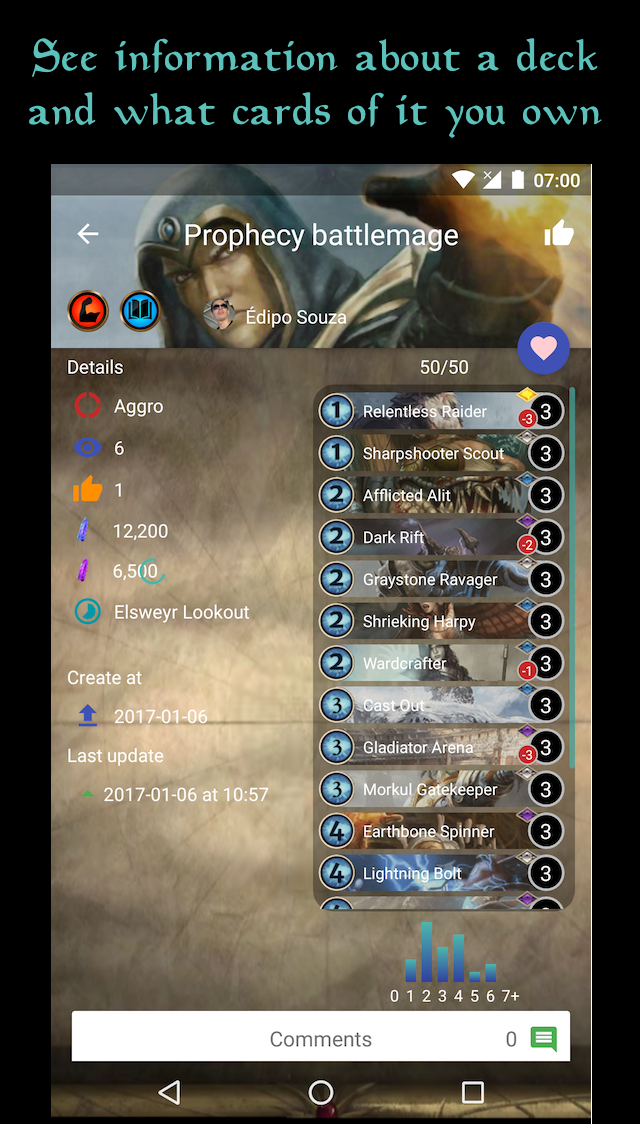 See information about a deck
and what cards of it you own
07:00
Prophecy battlemage
Édipo Souza
Details
50/50
Aggro
6
1
12,200
6,500
Elsweyr Lookout
Create at
2017-01-06
Last update
2017-01-06 at 10:57
1 Relentless Raider -3 3
1 Sharpshooter Scout 3
2 Afflicted Alit 3
2 Dark Rift -2 3
2 Graystone Ravager 3
2 Shrieking Harpy 3
2 Wardcrafter -1 3
3 Cast Out 3
3 Gladiator Arena -3 3
3 Morkul Gatekeeper 3
4 Earthbone Spinner 3
4 Lightning Bolt 3
0 1 2 3 4 5 6 7+
Comments 0